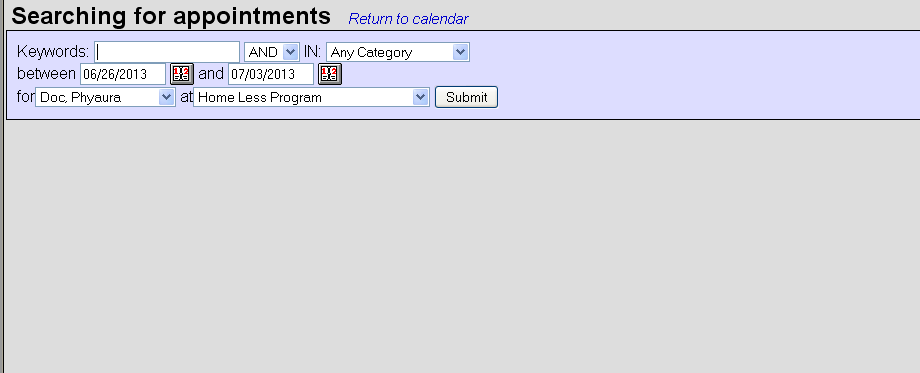 Searching for appointments Return to calendar
Keywords: AND IN: Any Category
between 06/26/2013 and 07/03/2013
for Doc, Phyaura at Home Less Program Submit